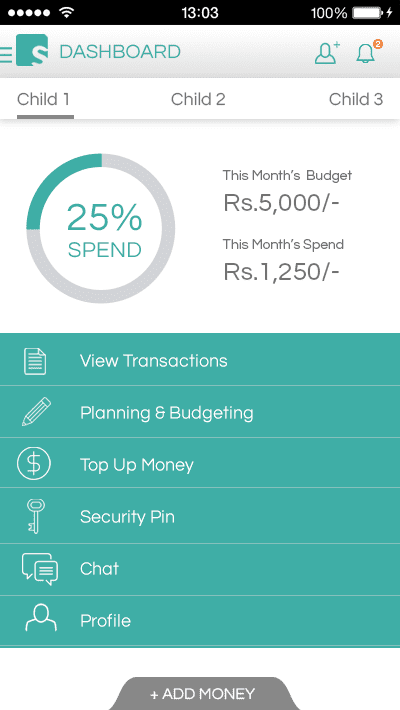 13:03
100%
S
DASHBOARD
2
Child 1
Child 2
Child 3
25%
SPEND
This Month's Budget
Rs.5,000/-
This Month's Spend
Rs.1,250/-
View Transactions
Planning & Budgeting
Top Up Money
Security Pin
Chat
Profile
+ ADD MONEY